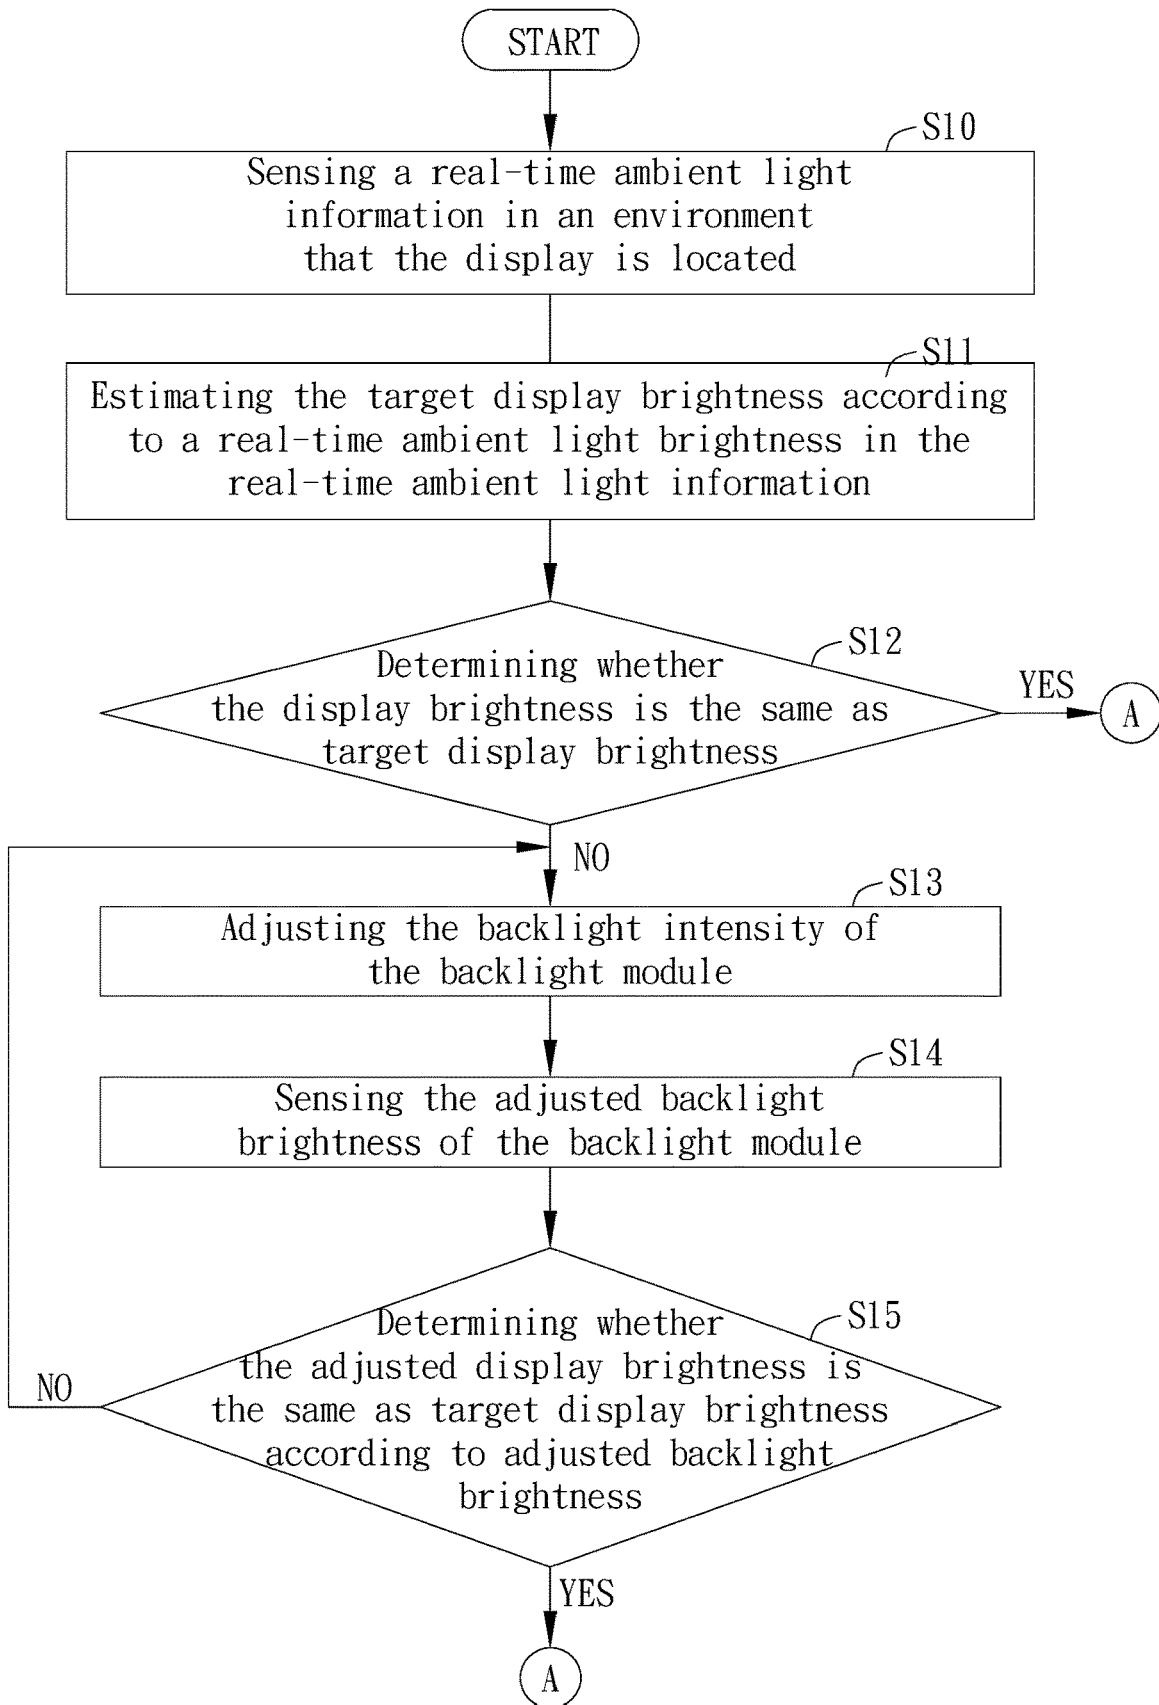 START
S10
Sensing a real-time ambient light
information in an environment
that the display is located
S11
Estimating the target display brightness according
to a real-time ambient light brightness in the
real-time ambient light information
S12
Determining whether
the display brightness is the same as
target display brightness
YES
A
NO
S13
Adjusting the backlight intensity of
the backlight module
S14
Sensing the adjusted backlight
brightness of the backlight module
S15
Determining whether
the adjusted display brightness is
the same as target display brightness
according to adjusted backlight
brightness
NO
YES
A